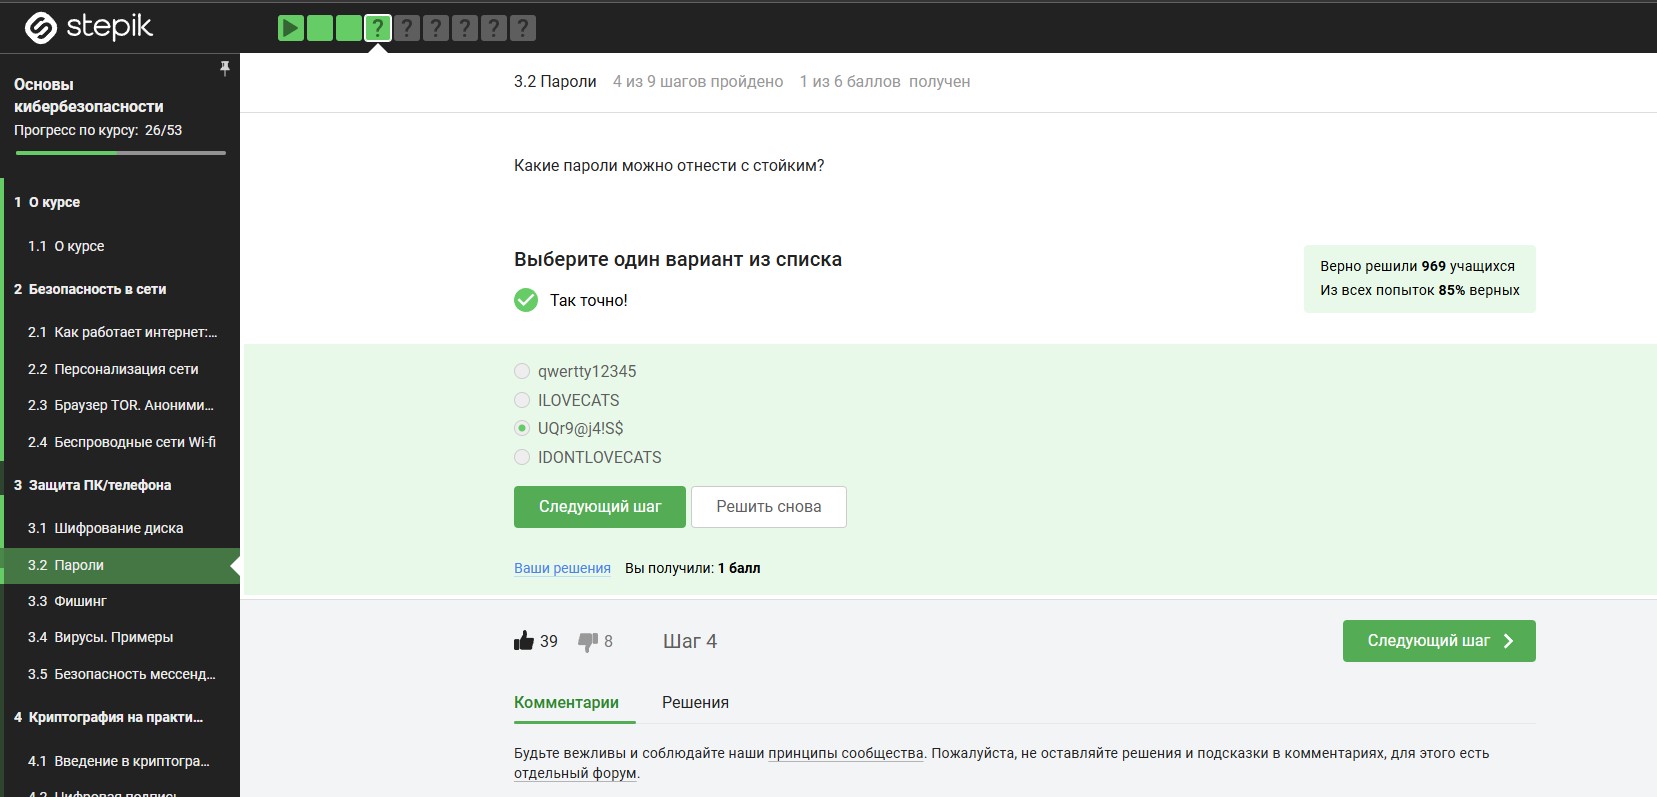 stepik
? ? ? ? ? ?
Основы
кибербезопасности
Прогресс по курсу: 26/53
1 О курсе
1.1 О курсе
2 Безопасность в сети
2.1 Как работает интернет:...
2.2 Персонализация сети
2.3 Браузер TOR. Аноними...
2.4 Беспроводные сети Wi-fi
3 Защита ПК/телефона
3.1 Шифрование диска
3.2 Пароли
3.3 Фишинг
3.4 Вирусы. Примеры
3.5 Безопасность мессенд...
4 Криптография на практи...
4.1 Введение в криптогра...
4.2 Цифровая подпись
3.2 Пароли 4 из 9 шагов пройдено 1 из 6 баллов получен
Какие пароли можно отнести с стойким?
Выберите один вариант из списка
Так точно!
Верно решили 969 учащихся
Из всех попыток 85% верных
qwertty12345
ILOVECATS
UQr9@j4!S$
IDONTLOVECATS
Следующий шаг Решить снова
Ваши решения Вы получили: 1 балл
39 8 Шаг 4 Следующий шаг
Комментарии Решения
Будьте вежливы и соблюдайте наши принципы сообщества. Пожалуйста, не оставляйте решения и подсказки в комментариях, для этого есть
отдельный форум.